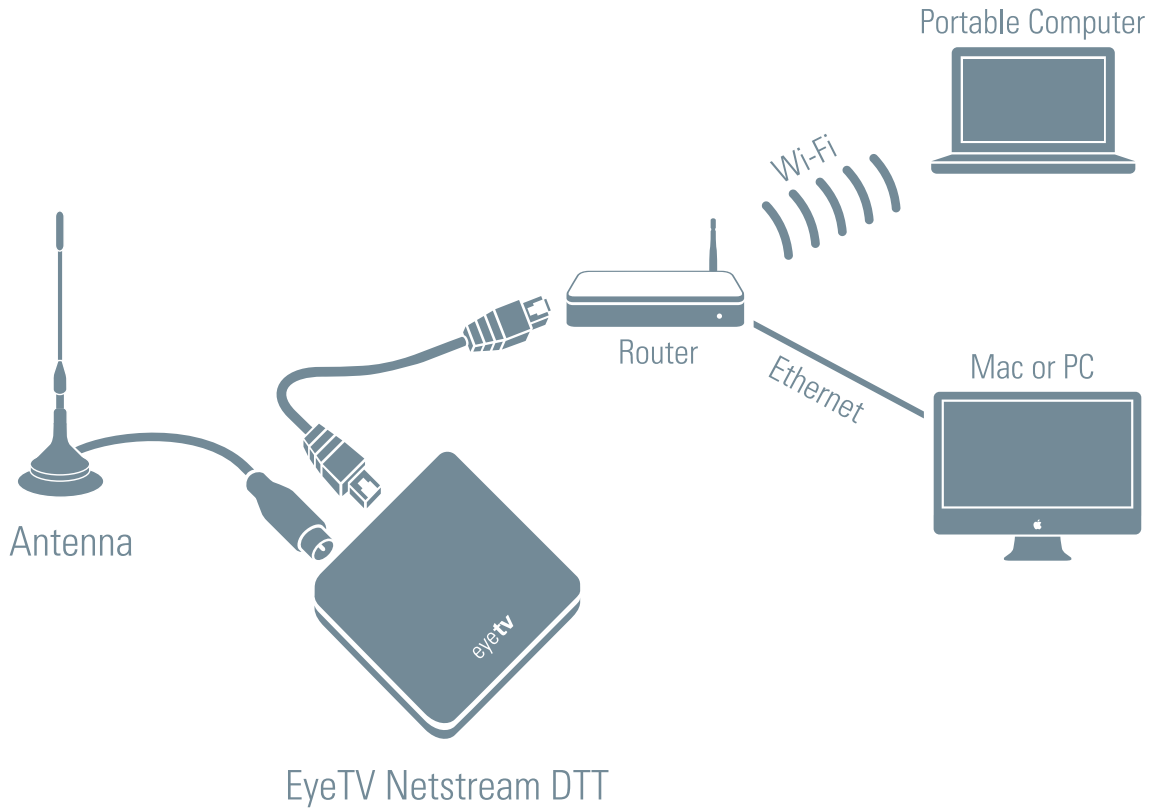 Portable Computer
Wi-Fi
Router
Ethernet
Mac or PC
Antenna
eyetv
EyeTV Netstream DTT